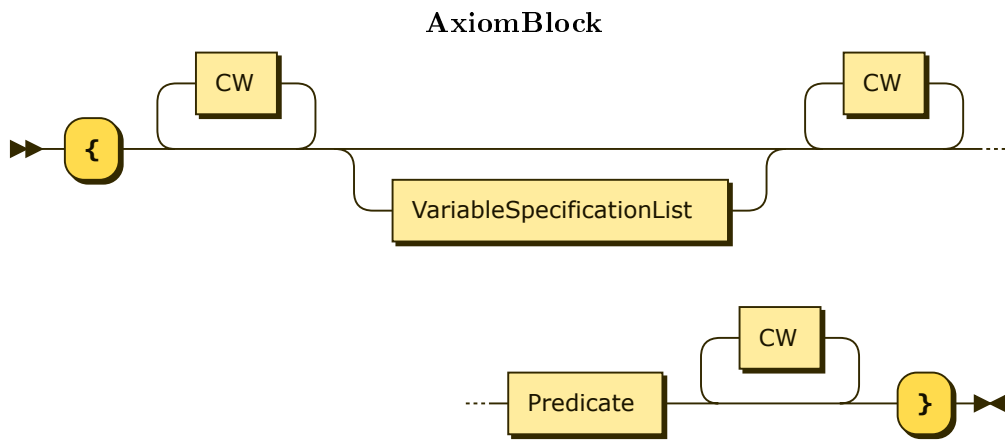 AxiomBlock
CW CW
{
VariableSpecificationList
CW
Predicate }